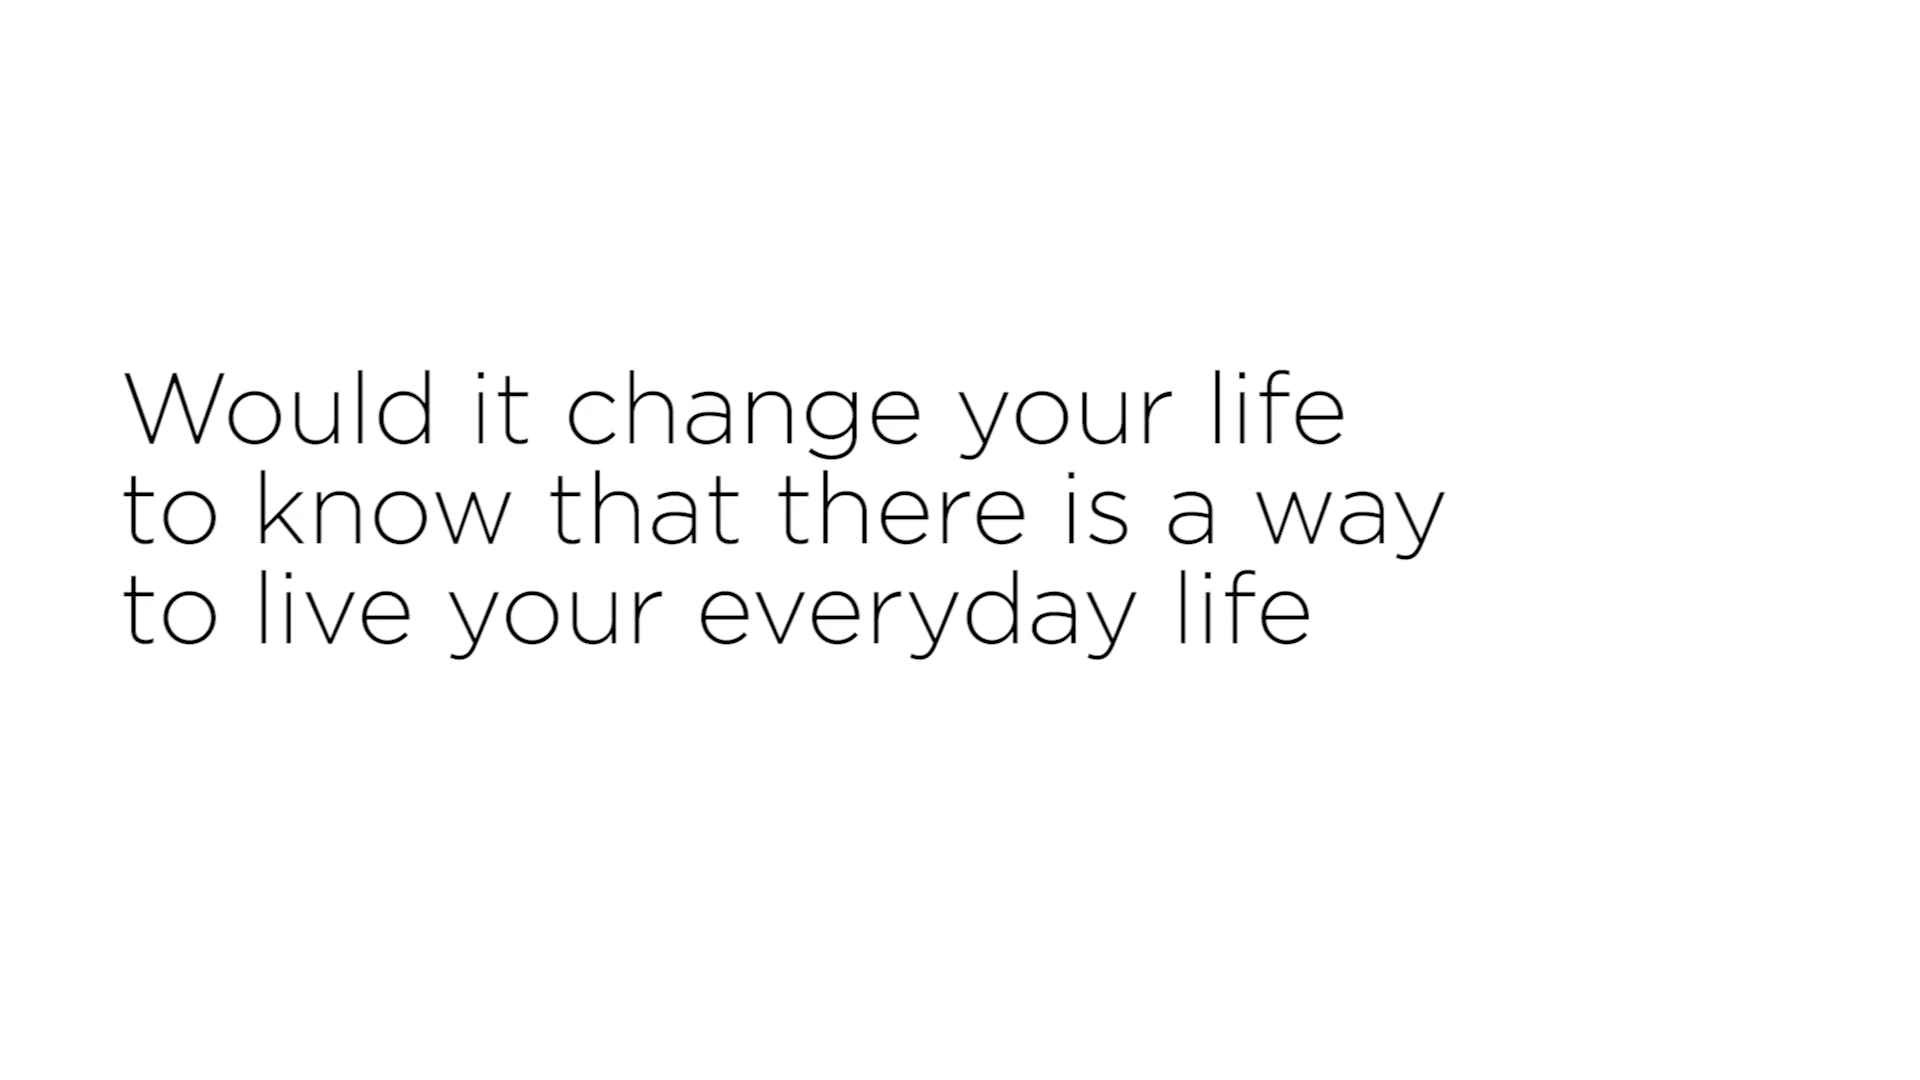 Would it change your life
to know that there is a way
to live your everyday life